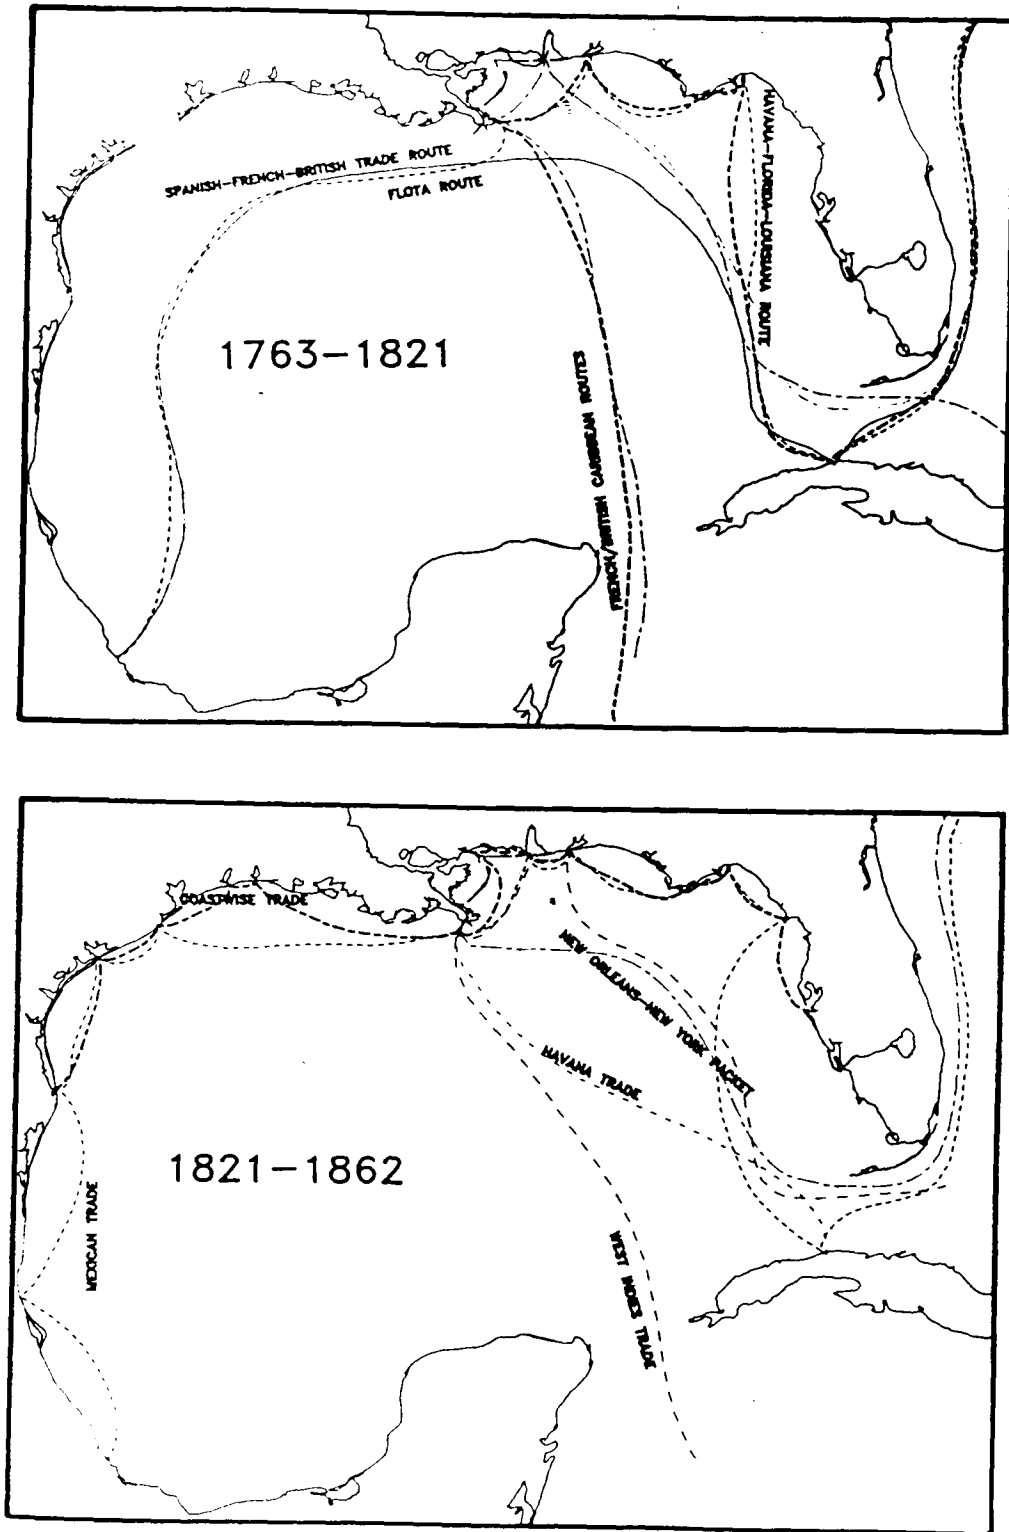 SPANISH-FRENCH-BRITISH TRADE ROUTE
FLOTA ROUTE
HAVANA-FLORIDA-LOUISIANA ROUTE
1763-1821
FRENCH/BRITISH CARIBBEAN ROUTES
COASTWISE TRADE
NEW ORLEANS-NEW YORK PACKET
HAVANA TRADE
1821-1862
MEXICAN TRADE
WEST INDIES TRADE